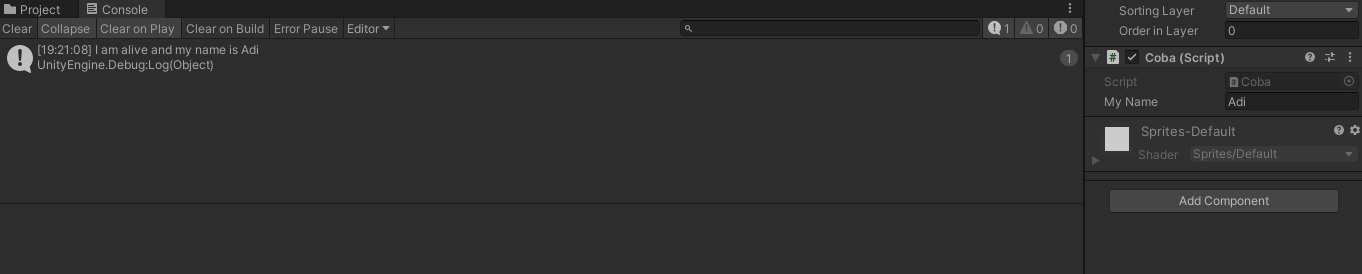 Project Console
Clear Collapse Clear on Play Clear on Build Error Pause Editor 1 0 0
[19:21:08] I am alive and my name is Adi
UnityEngine.Debug:Log(Object)
1
Sorting Layer Default
Order in Layer 0
# Coba (Script)
Script Coba
My Name Adi
Sprites-Default
Shader Sprites/Default
Add Component